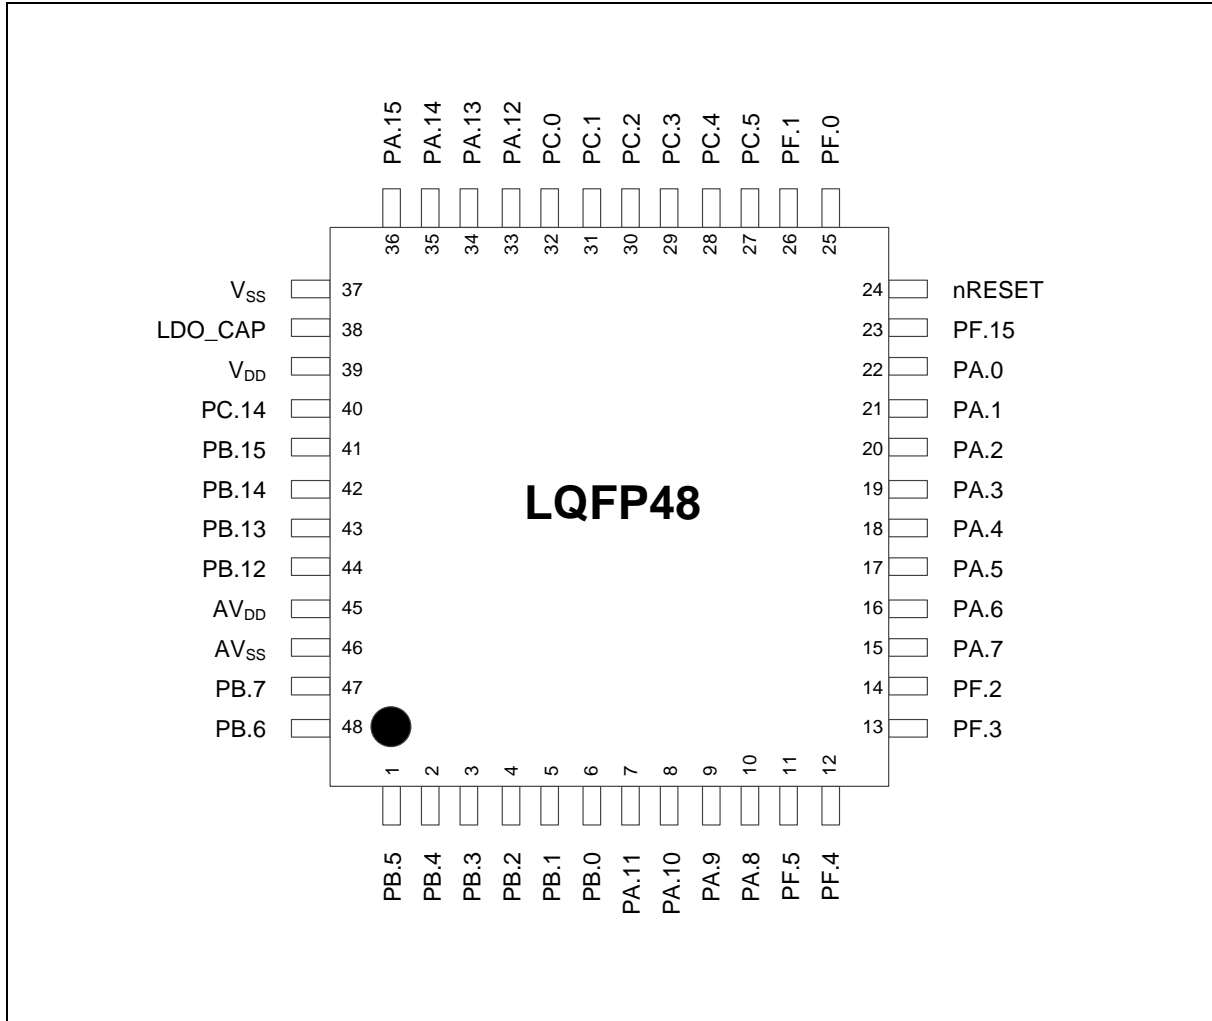 PA.15
PA.14
PA.13
PA.12
PC.0
PC.1
PC.2
PC.3
PC.4
PC.5
PF.1
PF.0
36
35
34
33
32
31
30
29
28
27
26
25
VSS 37
LDO_CAP 38
VDD 39
PC.14 40
PB.15 41
PB.14 42
PB.13 43
PB.12 44
AVDD 45
AVSS 46
PB.7 47
PB.6 48
LQFP48
24 nRESET
23 PF.15
22 PA.0
21 PA.1
20 PA.2
19 PA.3
18 PA.4
17 PA.5
16 PA.6
15 PA.7
14 PF.2
13 PF.3
1
2
3
4
5
6
7
8
9
10
11
12
PB.5
PB.4
PB.3
PB.2
PB.1
PB.0
PA.11
PA.10
PA.9
PA.8
PF.5
PF.4